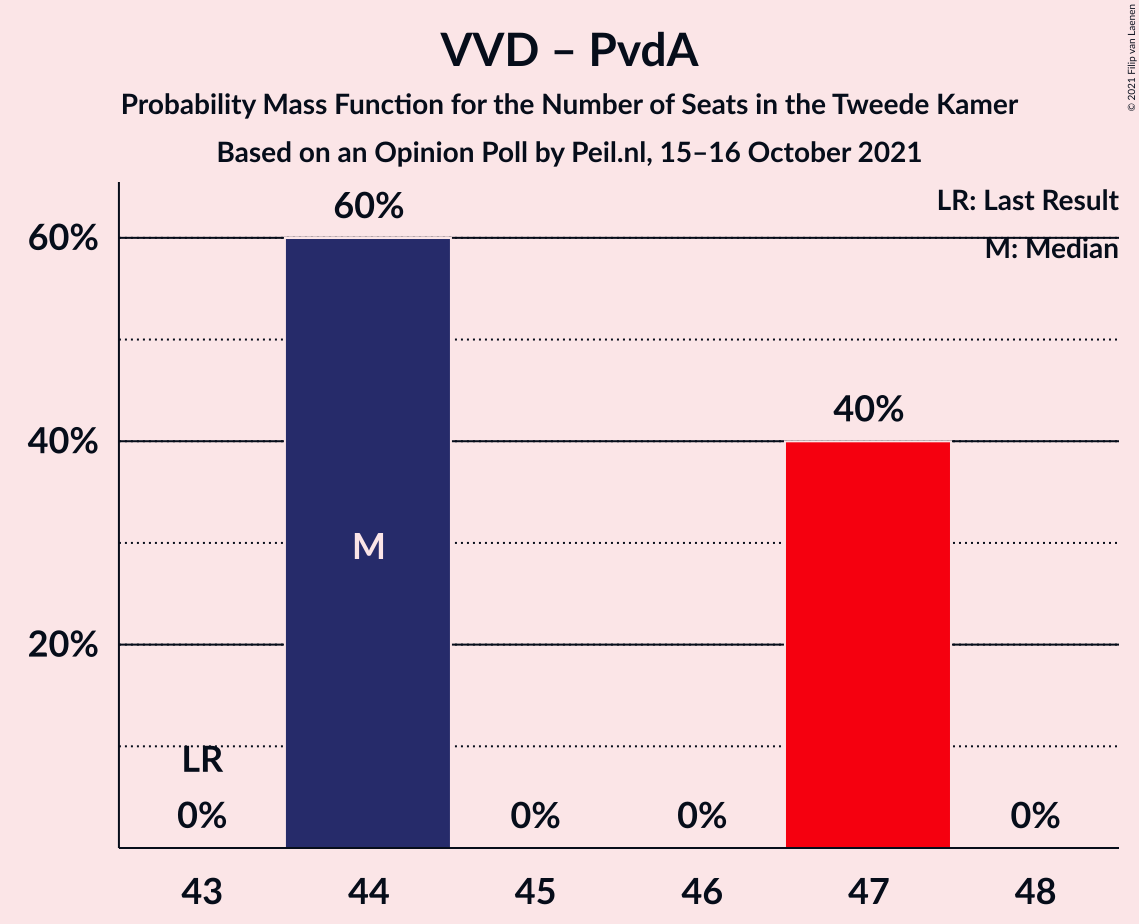 VVD – PvdA
Probability Mass Function for the Number of Seats in the Tweede Kamer
Based on an Opinion Poll by Peil.nl, 15–16 October 2021
© 2021 Filip van Laenen
LR: Last Result
M: Median
60%
40%
20%
60%
40%
M
LR
0%
0%
0%
0%
43
44
45
46
47
48